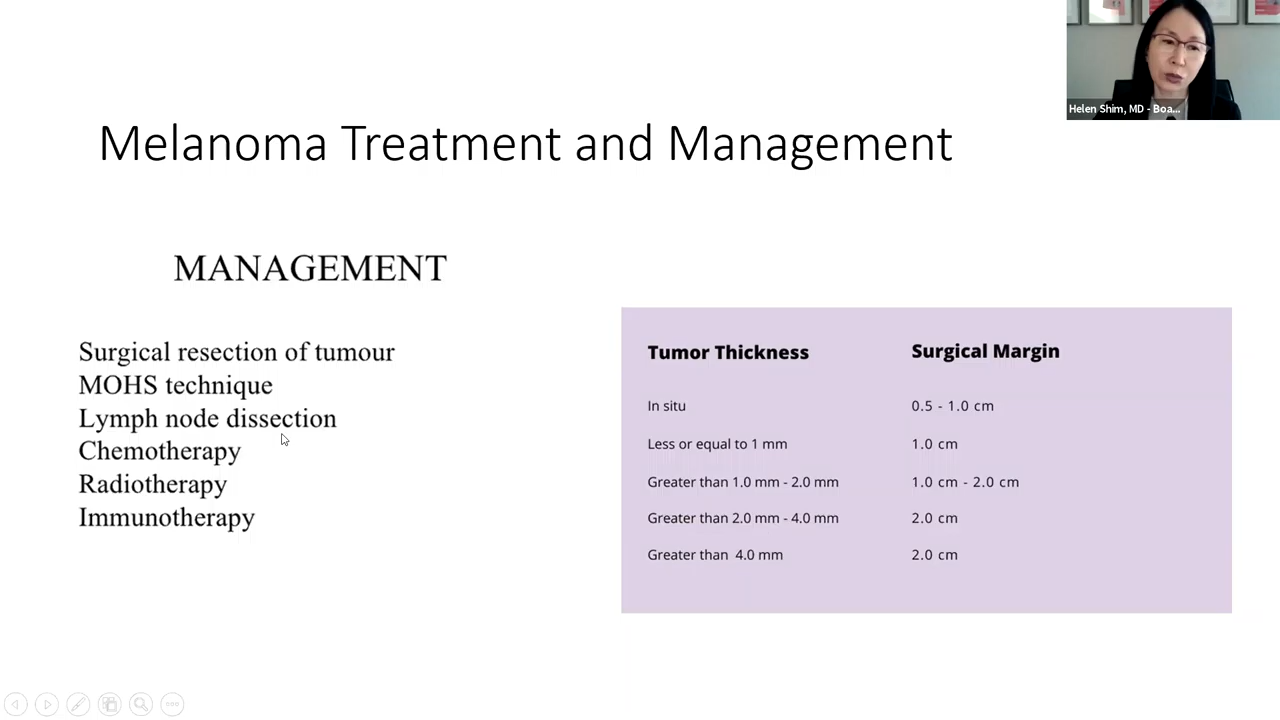 Helen Shim, MD - Boa...
Melanoma Treatment and Management
MANAGEMENT
Surgical resection of tumour
MOHS technique
Lymph node dissection
Chemotherapy
Radiotherapy
Immunotherapy
Tumor Thickness Surgical Margin
In situ 0.5 - 1.0 cm
Less or equal to 1 mm 1.0 cm
Greater than 1.0 mm - 2.0 mm 1.0 cm - 2.0 cm
Greater than 2.0 mm - 4.0 mm 2.0 cm
Greater than 4.0 mm 2.0 cm